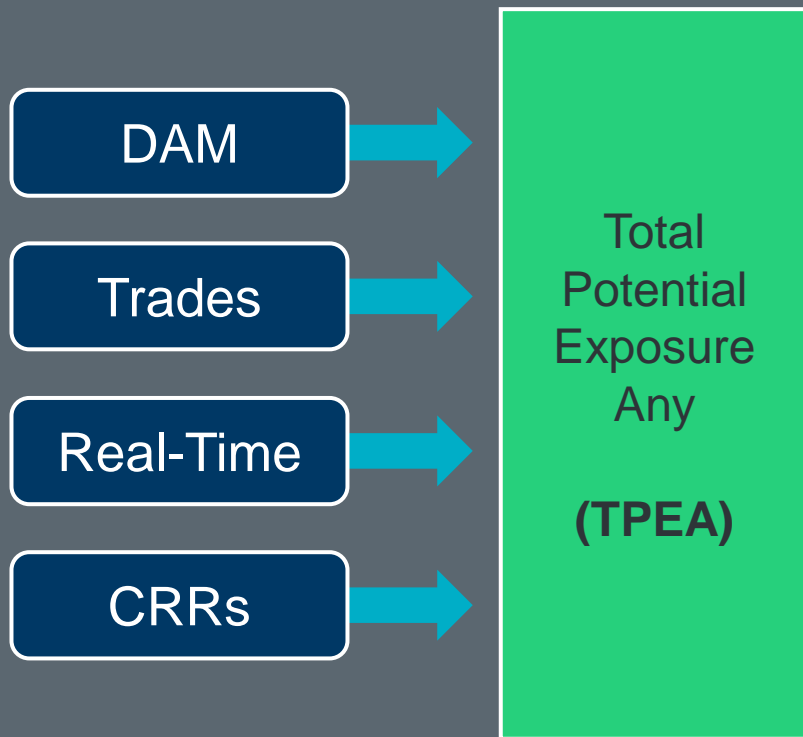 DAM
Trades
Real-Time
CRRs
Total
Potential
Exposure
Any
(TPEA)